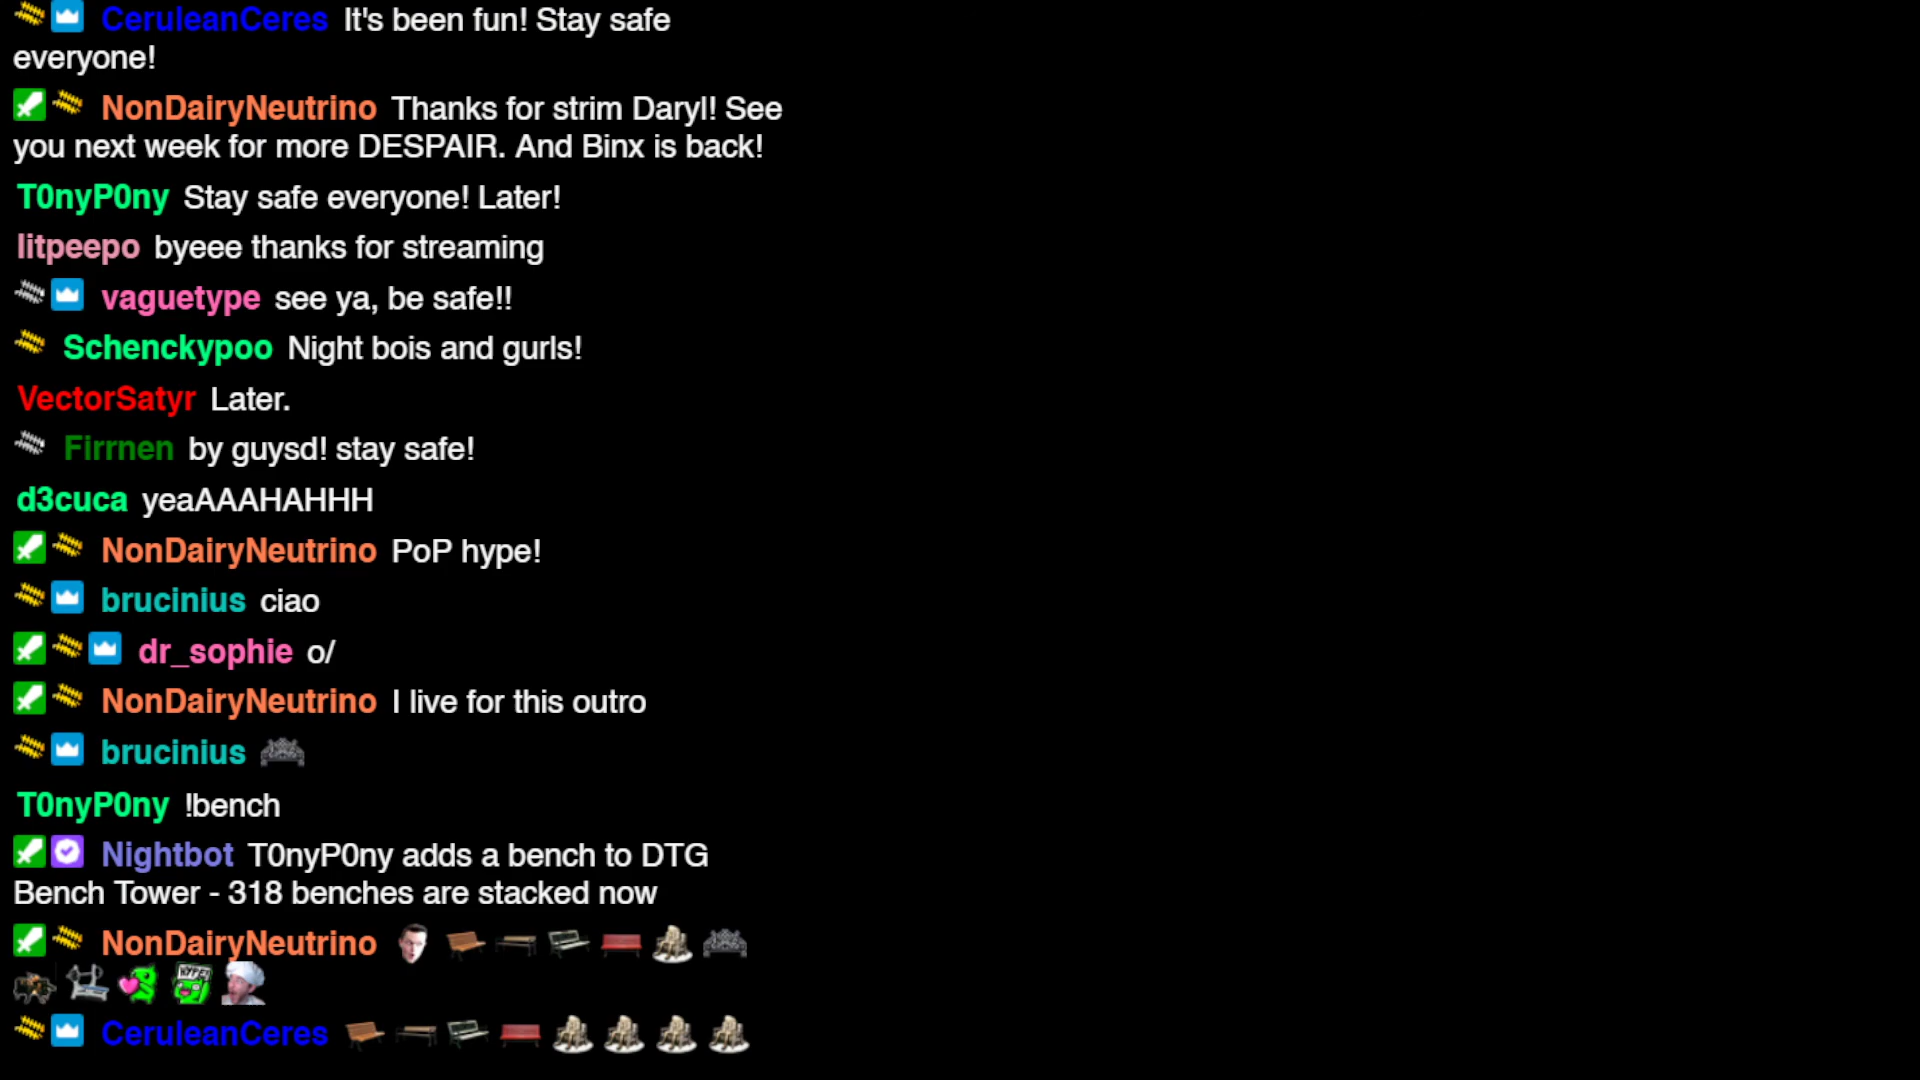 CeruleanCeres It's been fun! Stay safe
everyone!
NonDairyNeutrino Thanks for strim Daryl! See
you next week for more DESPAIR. And Binx is back!
T0nyP0ny Stay safe everyone! Later!
litpeepo byeee thanks for streaming
vaguetype see ya, be safe!!
Schenckypoo Night bois and gurls!
VectorSatyr Later.
Firrnen by guysd! stay safe!
d3cuca yeaAAAHAHHH
NonDairyNeutrino PoP hype!
brucinius ciao
dr_sophie o/
NonDairyNeutrino I live for this outro
brucinius
T0nyP0ny !bench
Nightbot T0nyP0ny adds a bench to DTG
Bench Tower - 318 benches are stacked now
NonDairyNeutrino
HYPE!
CeruleanCeres